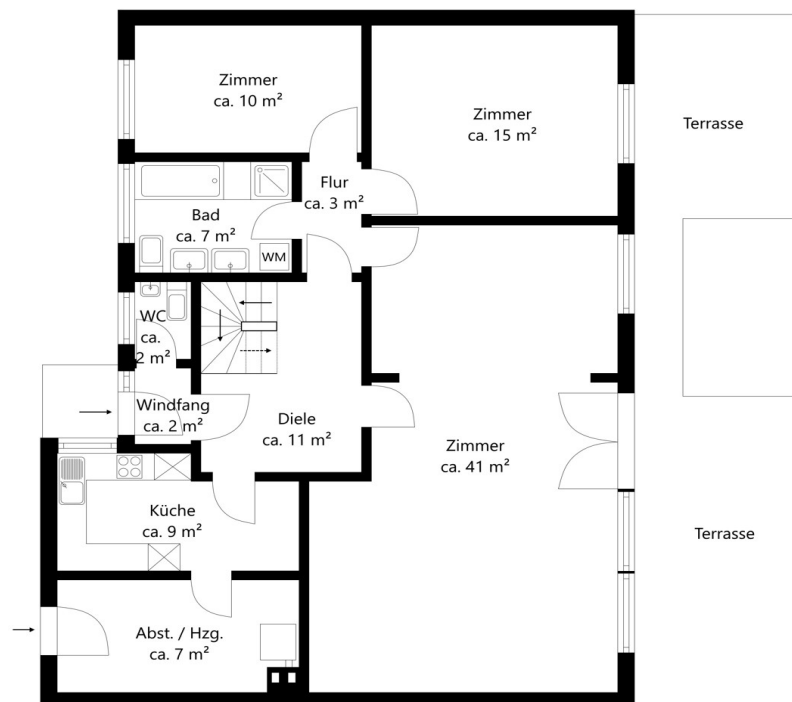 Zimmer
ca. 10 m²
Zimmer
ca. 15 m²
Terrasse
Flur
ca. 3 m²
Bad
ca. 7 m²
WM
WC
ca.
2 m²
Windfang
ca. 2 m²
Diele
ca. 11 m²
Zimmer
ca. 41 m²
Küche
ca. 9 m²
Terrasse
Abst. / Hzg.
ca. 7 m²